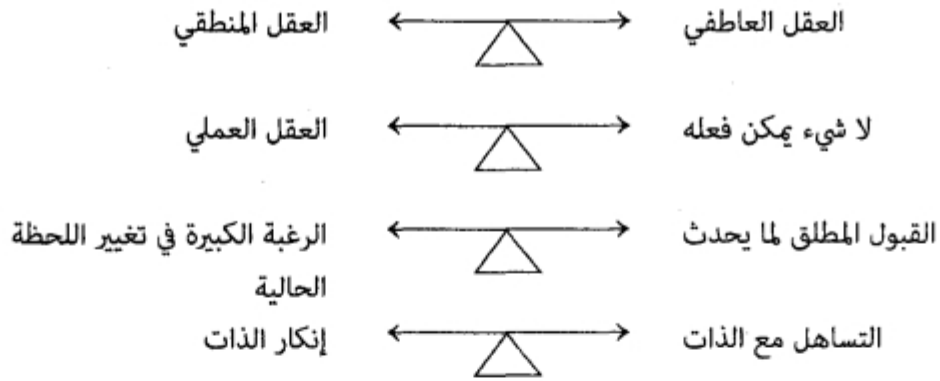 العقل العاطفي
العقل المنطقي
لا شيء يمكن فعله
العقل العملي
القبول المطلق لما يحدث
الرغبة الكبيرة في تغيير اللحظة
الحالية
التساهل مع الذات
إنكار الذات